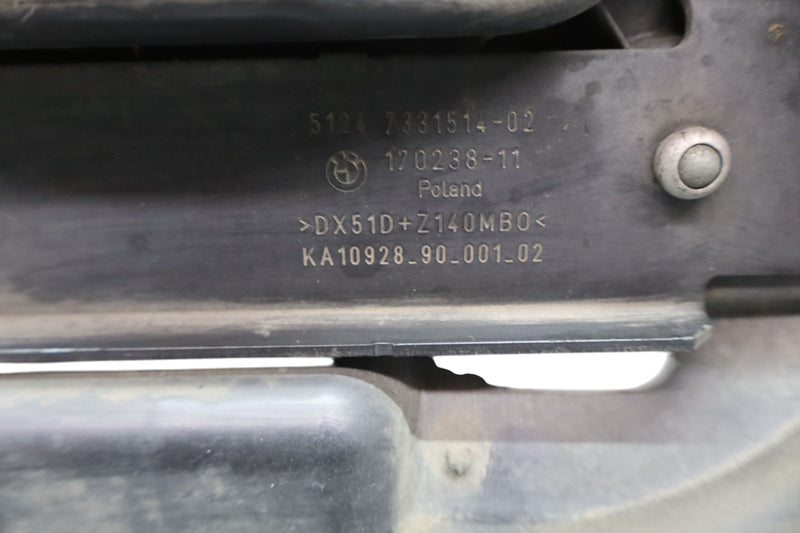 5124 7331514-02
170238-11
Poland
>DX51D+Z140MBO<
KA10928_90_001_02